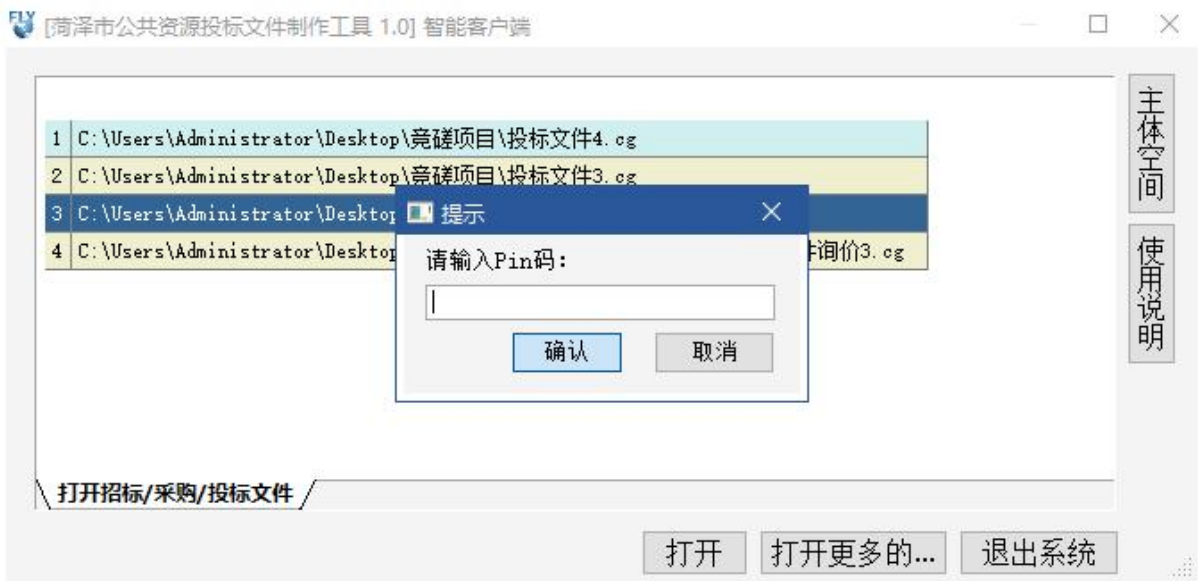 FLY [菏泽市公共资源投标文件制作工具 1.0] 智能客户端
1 C:\Users\Administrator\Desktop\竞磋项目\投标文件4.cg
2 C:\Users\Administrator\Desktop\竞磋项目\投标文件3.cg
3 C:\Users\Administrator\Desktop
4 C:\Users\Administrator\Desktop 件询价3.cg
提示
请输入Pin码:
确认 取消
主体空间
使用说明
打开招标/采购/投标文件
打开 打开更多的... 退出系统